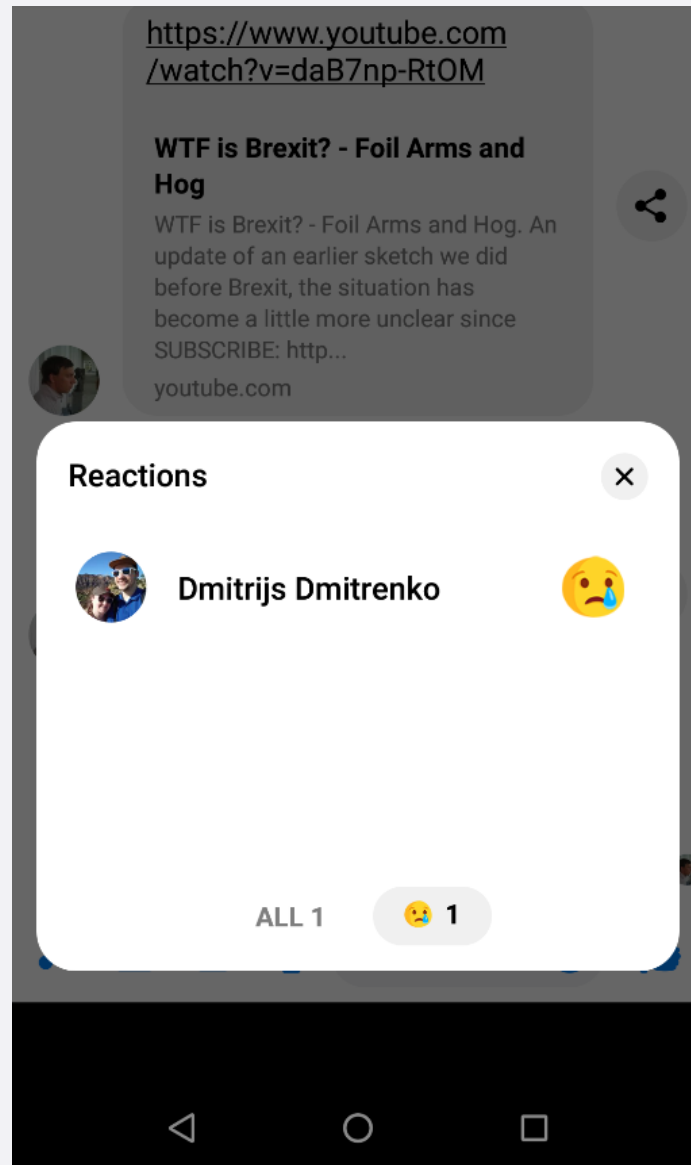 https://www.youtube.com
/watch?v=daB7np-RtOM
WTF is Brexit? - Foil Arms and
Hog
WTF is Brexit? - Foil Arms and Hog. An
update of an earlier sketch we did
before Brexit, the situation has
become a little more unclear since
SUBSCRIBE: http...
youtube.com
Reactions
Dmitrijs Dmitrenko
ALL 1
1